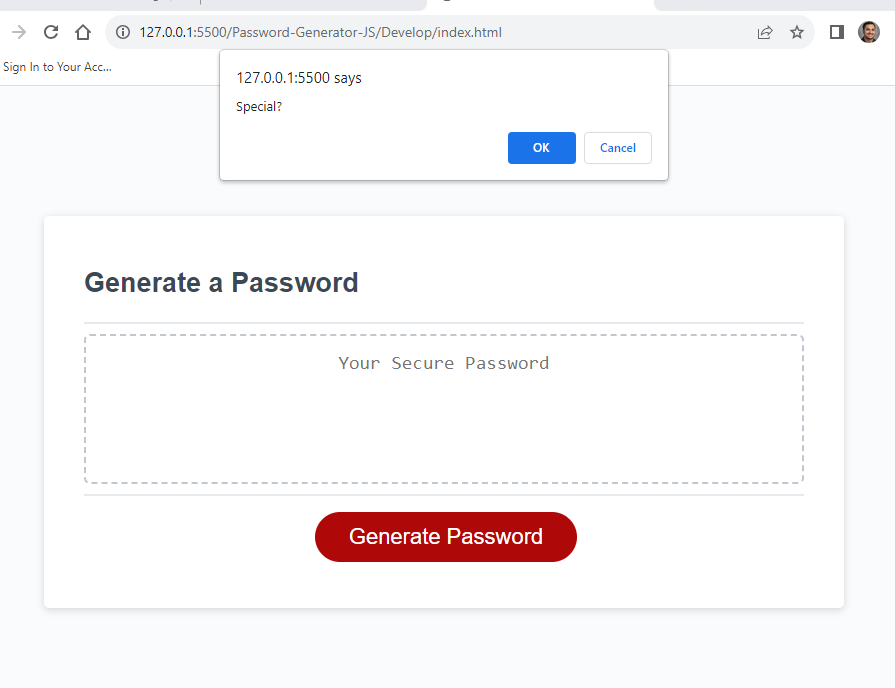 127.0.0.1:5500/Password-Generator-JS/Develop/index.html
Sign In to Your Acc...
127.0.0.1:5500 says
Special?
OK Cancel
Generate a Password
Your Secure Password
Generate Password